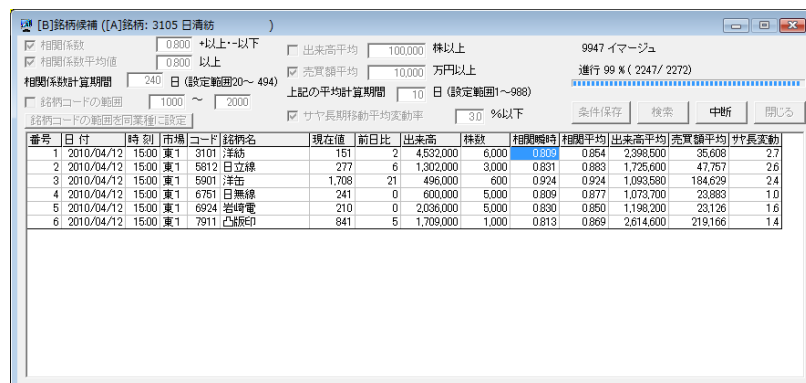 [B]銘柄候補 ([A]銘柄: 3105 日清紡 )
相関係数 0.800 +以上・-以下
相関係数平均値 0.800 以上
相関係数計算期間 240 日 (設定範囲20～ 494)
銘柄コードの範囲 1000 ～ 2000
銘柄コードの範囲を同業種に設定
出来高平均 100,000 株以上
売買額平均 10,000 万円以上
上記の平均計算期間 10 日 (設定範囲1～988)
サヤ長期移動平均変動率 3.0 %以下
9947 イマージュ
進行 99 % ( 2247/ 2272)
条件保存 検索 中断 閉じる
番号 日 付 時 刻 市場 コード 銘柄名 現在値 前日比 出来高 株数 相関瞬時 相関平均 出来高平均 売買額平均 サヤ長変動
1 2010/04/12 15:00 東1 3101 洋紡 151 2 4,532,000 6,000 0.809 0.854 2,398,500 35,608 2.7
2 2010/04/12 15:00 東1 5812 日立線 277 6 1,302,000 3,000 0.831 0.883 1,725,600 47,757 2.6
3 2010/04/12 15:00 東1 5901 洋缶 1,708 21 496,000 600 0.924 0.924 1,093,580 184,629 2.4
4 2010/04/12 15:00 東1 6751 日無線 241 0 600,000 5,000 0.809 0.877 1,073,700 23,883 1.0
5 2010/04/12 15:00 東1 6924 岩崎電 210 0 2,036,000 5,000 0.830 0.850 1,198,200 23,126 1.6
6 2010/04/12 15:00 東1 7911 凸版印 841 5 1,709,000 1,000 0.813 0.869 2,614,600 219,166 1.4